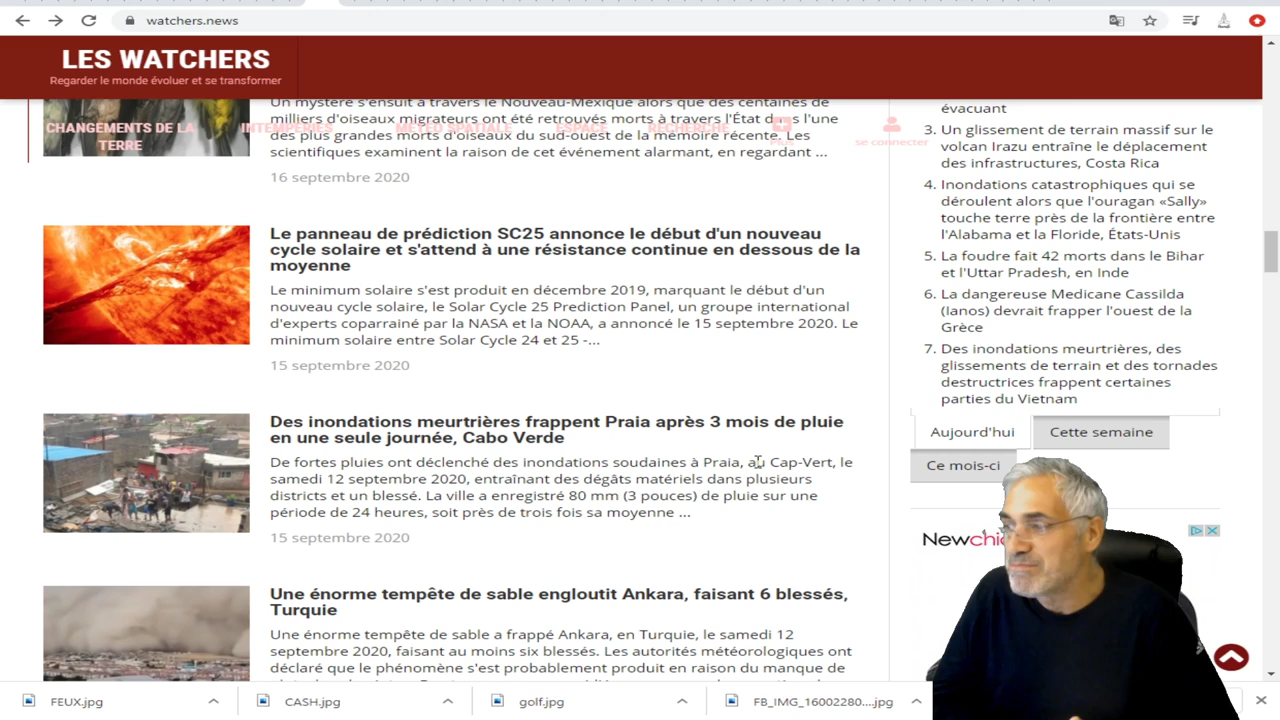 watchers.news
LES WATCHERS
Regarder le monde évoluer et se transformer
CHANGEMENTS DE LA
TERRE
INTEMPÉRIES
MÉTÉO SPATIALE
ESPACE
RECHERCHE
Plus
se connecter
Un mystère s'ensuit à travers le Nouveau-Mexique alors que des centaines de
milliers d'oiseaux migrateurs ont été retrouvés morts à travers l'État dans l'une
des plus grandes morts d'oiseaux du sud-ouest de la mémoire récente. Les
scientifiques examinent la raison de cet événement alarmant, en regardant ...
16 septembre 2020
Le panneau de prédiction SC25 annonce le début d'un nouveau
cycle solaire et s'attend à une résistance continue en dessous de la
moyenne
Le minimum solaire s'est produit en décembre 2019, marquant le début d'un
nouveau cycle solaire, le Solar Cycle 25 Prediction Panel, un groupe international
d'experts coparrainé par la NASA et la NOAA, a annoncé le 15 septembre 2020. Le
minimum solaire entre Solar Cycle 24 et 25 -...
15 septembre 2020
Des inondations meurtrières frappent Praia après 3 mois de pluie
en une seule journée, Cabo Verde
De fortes pluies ont déclenché des inondations soudaines à Praia, au Cap-Vert, le
samedi 12 septembre 2020, entraînant des dégâts matériels dans plusieurs
districts et un blessé. La ville a enregistré 80 mm (3 pouces) de pluie sur une
période de 24 heures, soit près de trois fois sa moyenne ...
15 septembre 2020
Une énorme tempête de sable engloutit Ankara, faisant 6 blessés,
Turquie
Une énorme tempête de sable a frappé Ankara, en Turquie, le samedi 12
septembre 2020, faisant au moins six blessés. Les autorités météorologiques ont
déclaré que le phénomène s'est probablement produit en raison du manque de
évacuant
3. Un glissement de terrain massif sur le
volcan Irazu entraîne le déplacement
des infrastructures, Costa Rica
4. Inondations catastrophiques qui se
déroulent alors que l'ouragan «Sally»
touche terre près de la frontière entre
l'Alabama et la Floride, États-Unis
5. La foudre fait 42 morts dans le Bihar
et l'Uttar Pradesh, en Inde
6. La dangereuse Medicane Cassilda
(Ianos) devrait frapper l'ouest de la
Grèce
7. Des inondations meurtrières, des
glissements de terrain et des tornades
destructrices frappent certaines
parties du Vietnam
Aujourd'hui
Cette semaine
Ce mois-ci
FEUX.jpg
CASH.jpg
golf.jpg
FB_IMG_16002280....jpg